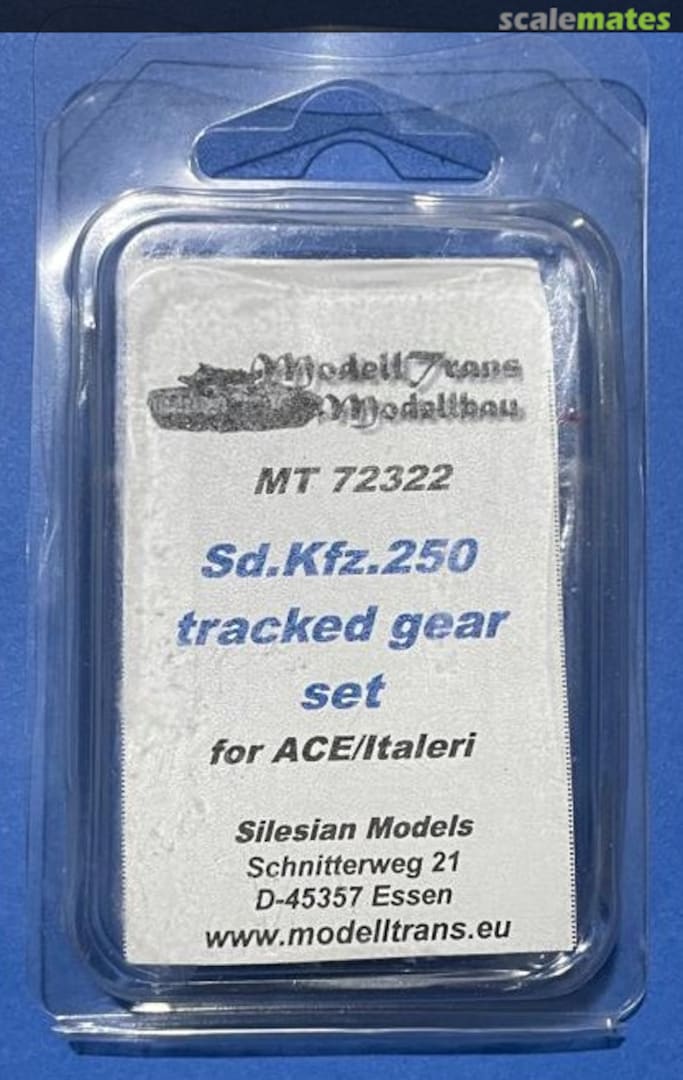 scalemates
ModellTrans
Modellbau
MT 72322
Sd.Kfz.250
tracked gear
set
for ACE/Italeri
Silesian Models
Schnitterweg 21
D-45357 Essen
www.modelltrans.eu